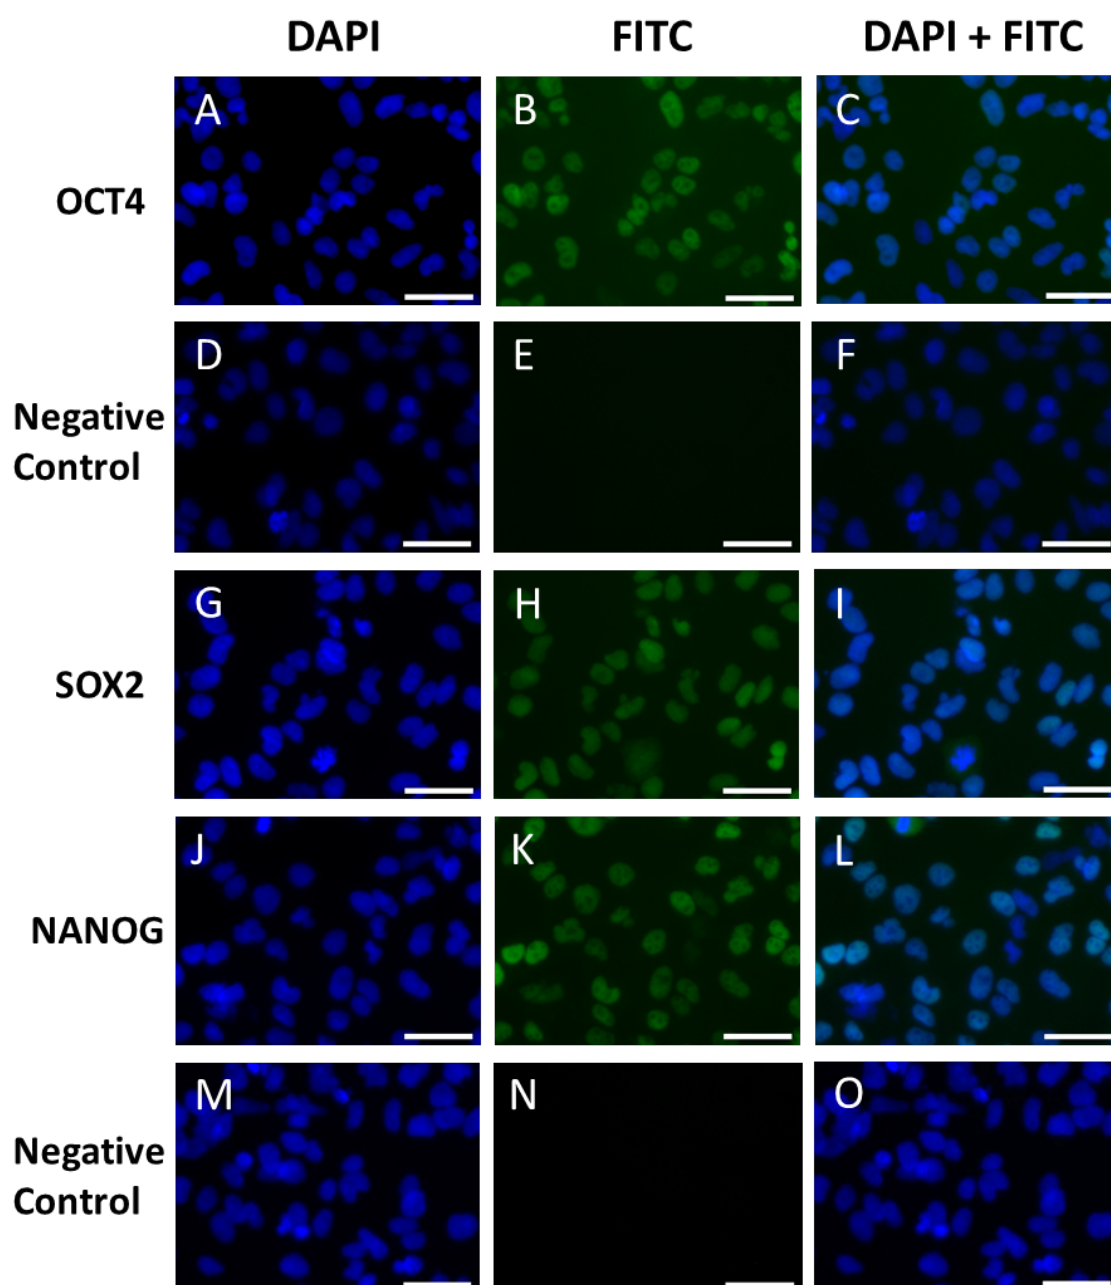 DAPI FITC DAPI + FITC
A B C
OCT4
D E F
Negative
Control
G H I
SOX2
J K L
NANOG
M N O
Negative
Control